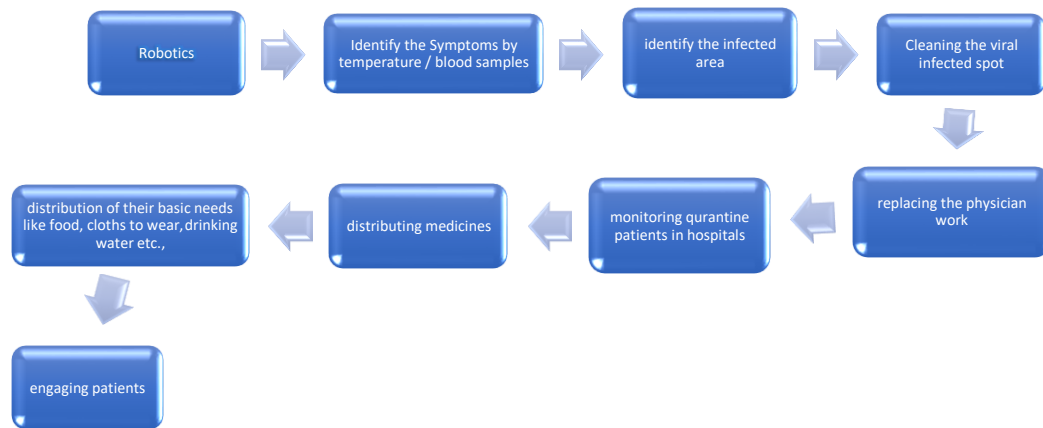 Robotics
Identify the Symptoms by
temperature / blood samples
identify the infected
area
Cleaning the viral
infected spot
replacing the physician
work
monitoring qurantine
patients in hospitals
distributing medicines
distribution of their basic needs
like food, cloths to wear, drinking
water etc.,
engaging patients